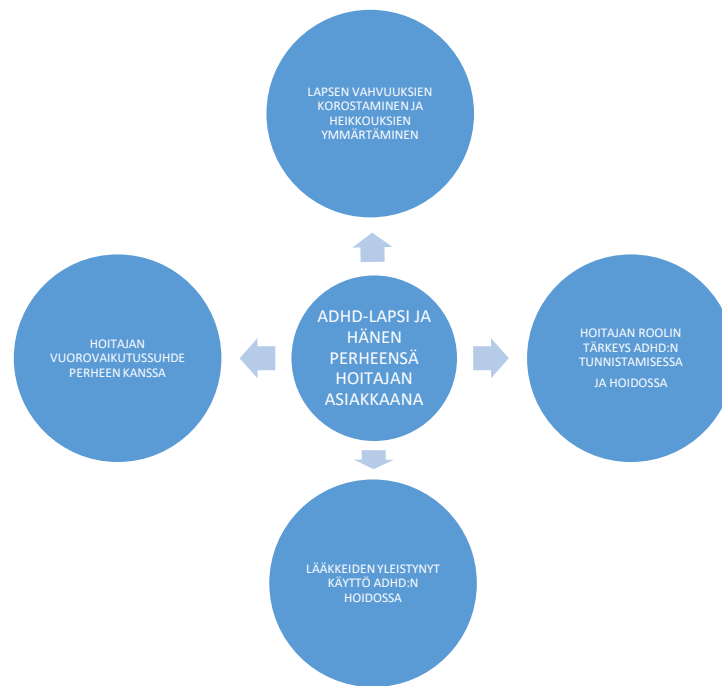 LAPSEN VAHVUUKSIEN
KOROSTAMINEN JA
HEIKKOUKSIEN
YMMÄRTÄMINEN
HOITAJAN
VUOROVAIKUTUSSUHDE
PERHEEN KANSSA
ADHD-LAPSI JA
HÄNEN
PERHEENSÄ
HOITAJAN
ASIAKKAANA
HOITAJAN ROOLIN
TÄRKEYS ADHD:N
TUNNISTAMISESSA
JA HOIDOSSA
LÄÄKKEIDEN YLEISTYNYT
KÄYTTÖ ADHD:N
HOIDOSSA